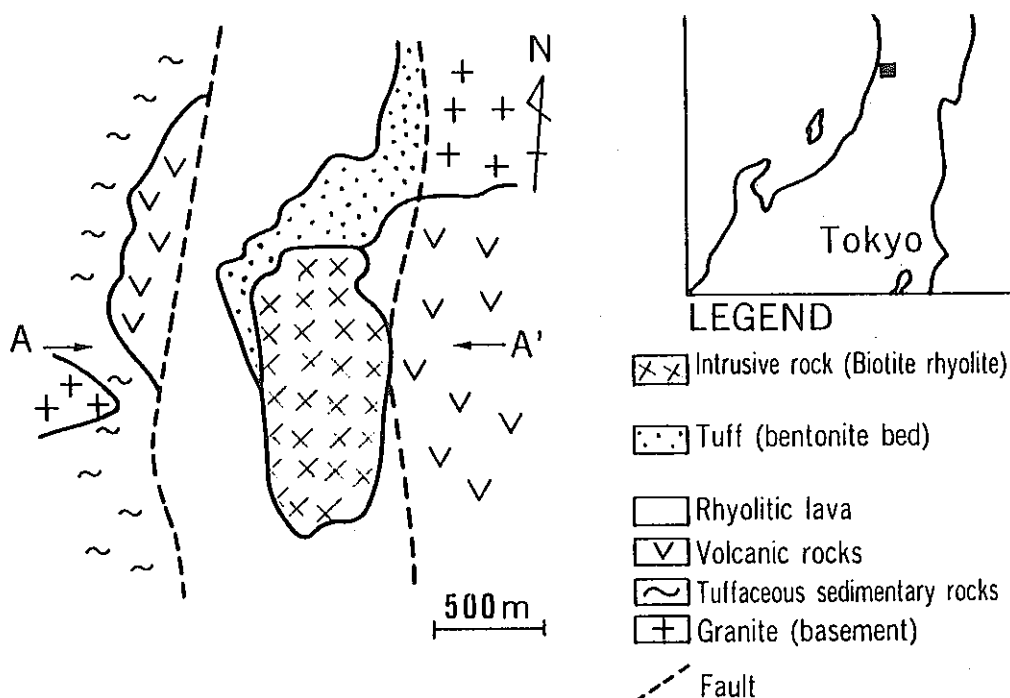 N
A
A'
500m
Tokyo
LEGEND
Intrusive rock (Biotite rhyolite)
Tuff (bentonite bed)
Rhyolitic lava
Volcanic rocks
Tuffaceous sedimentary rocks
Granite (basement)
Fault